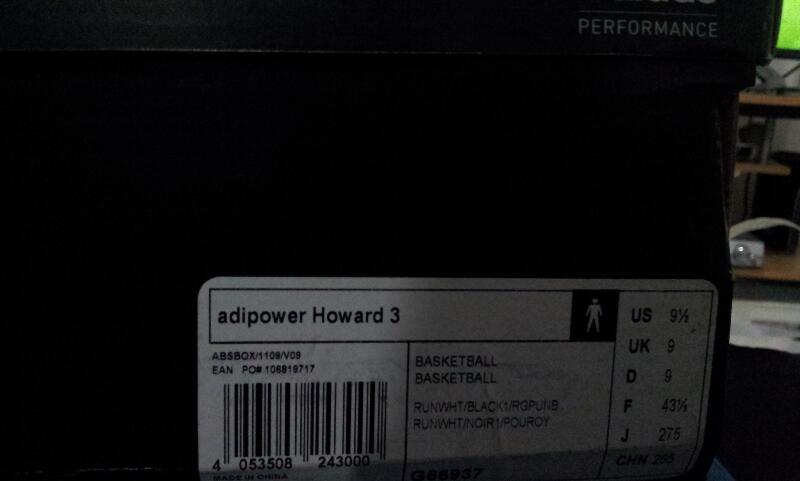 PERFORMANCE
adipower Howard 3
ABSBOX/1109/V09
EAN PO# 106819717
BASKETBALL
BASKETBALL
RUNWHT/BLACK1/RGPUNB
RUNWHT/NOIR1/POUROY
G66937
4 053508 243000
MADE IN CHINA
US 9½
UK 9
D 9
F 43⅓
J 275
CHN 265